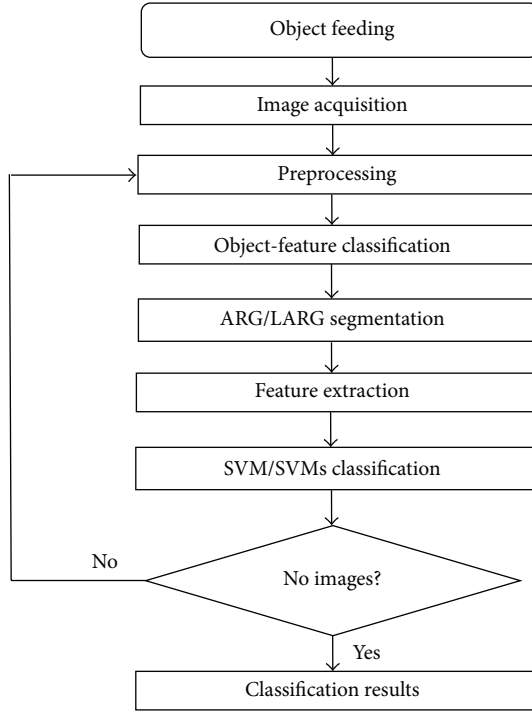 Object feeding
Image acquisition
Preprocessing
Object-feature classification
ARG/LARG segmentation
Feature extraction
SVM/SVMs classification
No
No images?
Yes
Classification results